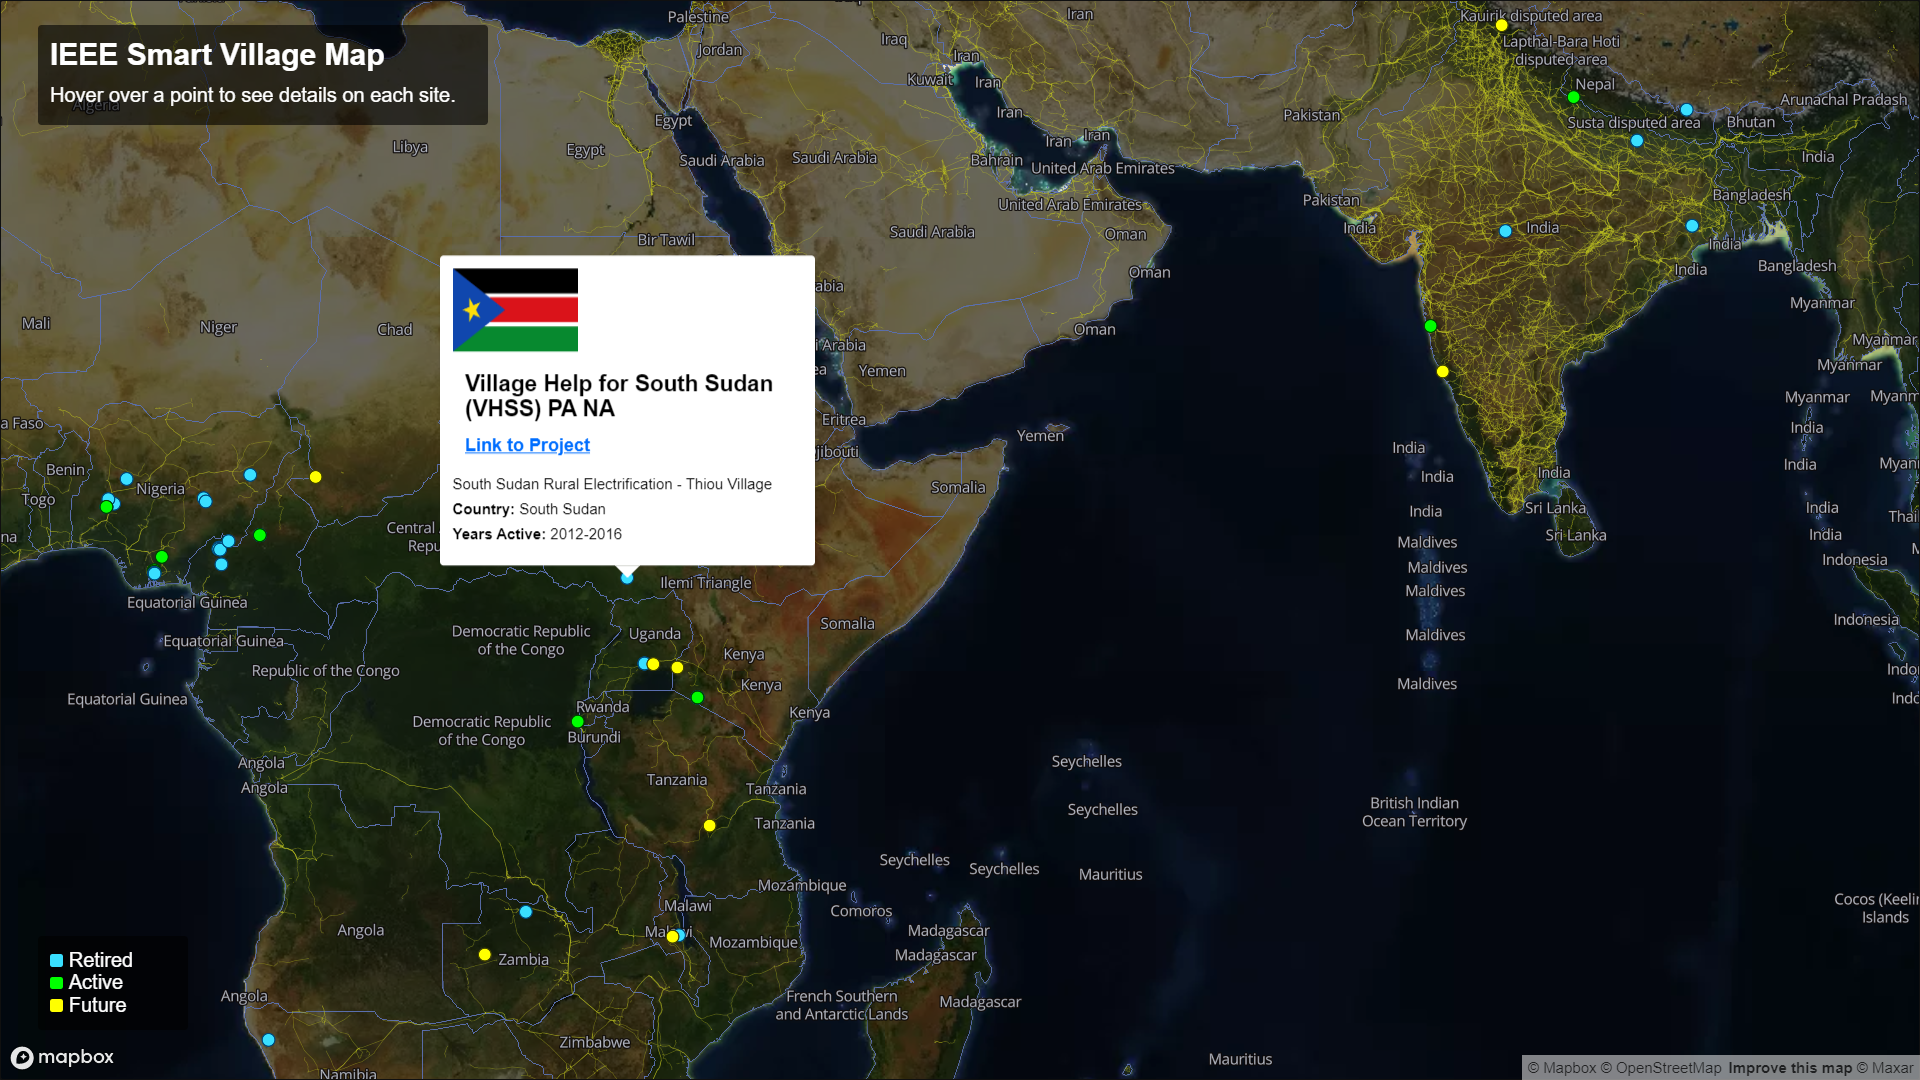 IEEE Smart Village Map
Hover over a point to see details on each site.
Algeria
Palestine
Iran
Kauirik disputed area
Iraq
Jordan
Iran
Lapthal-Bara Hoti
disputed area
Kuwait
Iran
Nepal
Arunachal Pradesh
Iran
Pakistan
Egypt
Susta disputed area
Bhutan
Libya
Egypt
Iran
Iran
Saudi Arabia
Saudi Arabia
Bahrain
United Arab Emirates
India
Bangladesh
Pakistan
United Arab Emirates
India
India
Bir Tawil
Saudi Arabia
Oman
India
Oman
India
Bangladesh
abia
Myanmar
Mali
Niger
Chad
Oman
i Arabia
Myanmar
ea
Yemen
Myanmar
Village Help for South Sudan
(VHSS) PA NA
Link to Project
South Sudan Rural Electrification - Thiou Village
Country: South Sudan
Years Active: 2012-2016
Myanmar
Myanm
a Faso
Eritrea
Yemen
India
jibouti
India
Benin
India
India
India
Myanı
Togo
Nigeria
Somalia
India
Sri Lanka
India
Thai
na
Central
Repu
India
Maldives
Sri Lanka
Indonesia
Maldives
Ilemi Triangle
Maldives
Equatorial Guinea
Democratic Republic
of the Congo
Uganda
Somalia
Maldives
Indonesia
Equatorial Guinea
Republic of the Congo
Kenya
Indo
Equatorial Guinea
Kenya
Maldives
Indo
Rwanda
Kenya
Democratic Republic
of the Congo
Burundi
Angola
Seychelles
Angola
Tanzania
Tanzania
Seychelles
British Indian
Ocean Territory
Tanzania
Seychelles
Seychelles
Mauritius
Mozambique
Malawi
Comoros
Cocos (Keelin
Islands
Angola
Malawi
Mozambique
Madagascar
Madagascar
Zambia
Retired
Active
Future
Angola
French Southern
and Antarctic Lands
Madagascar
Zimbabwe
mapbox
Mauritius
Namibia
© Mapbox © OpenStreetMap Improve this map © Maxar